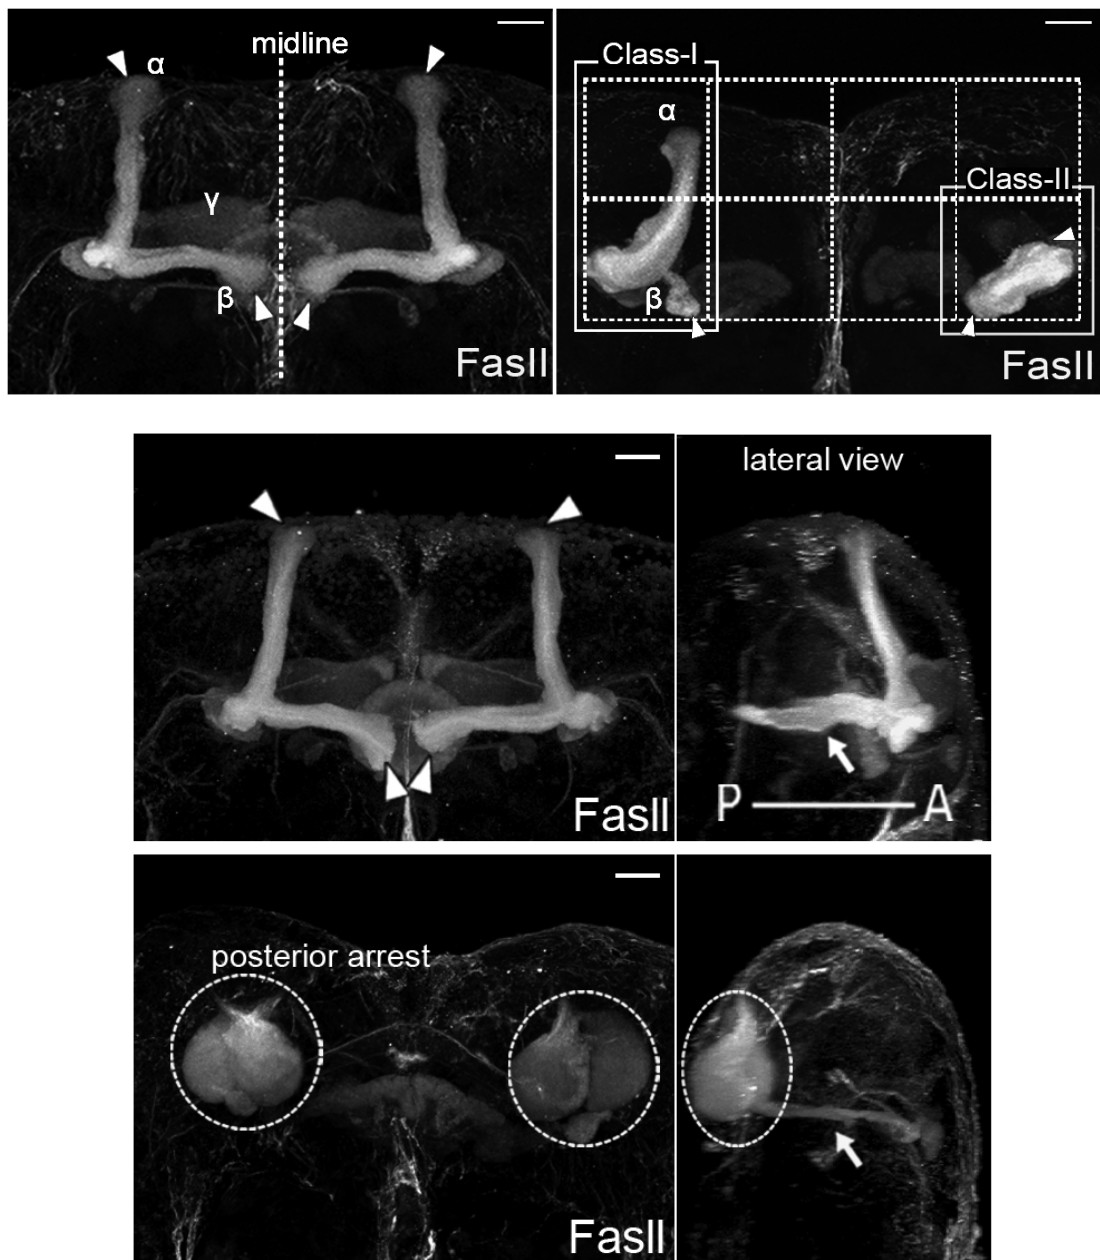 midline
α
γ
β
FasII
Class-I
α
Class-II
β
FasII
FasII
lateral view
P A
posterior arrest
FasII